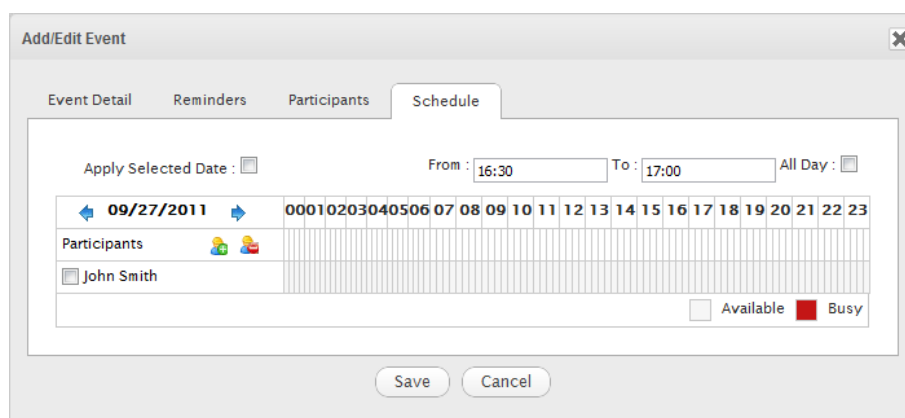 Add/Edit Event
Event Detail Reminders Participants Schedule
Apply Selected Date : From : 16:30 To : 17:00 All Day :
09/27/2011 00 01 02 03 04 05 06 07 08 09 10 11 12 13 14 15 16 17 18 19 20 21 22 23
Participants
John Smith
Available Busy
Save Cancel